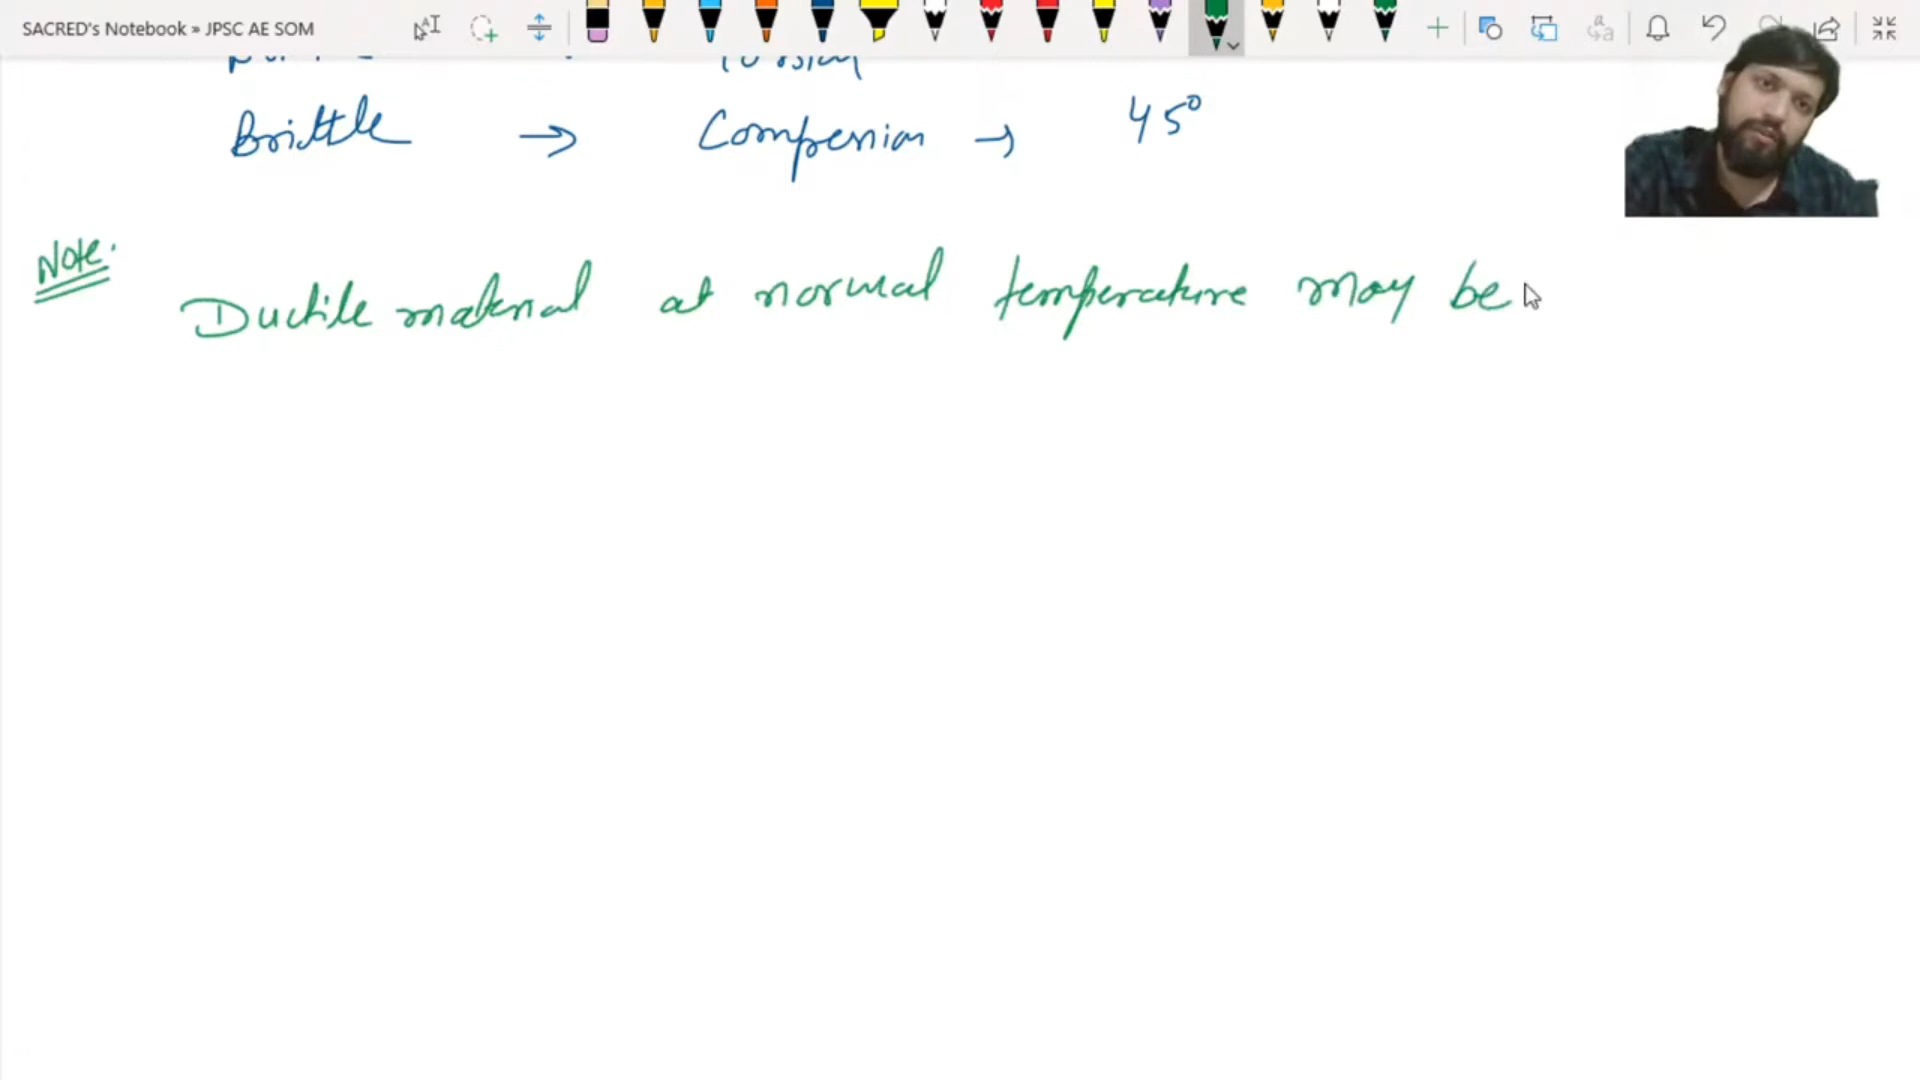 SACRED's Notebook » JPSC AE SOM
Brittle → Compression → 45°
Note:
Ductile material at normal temperature may be